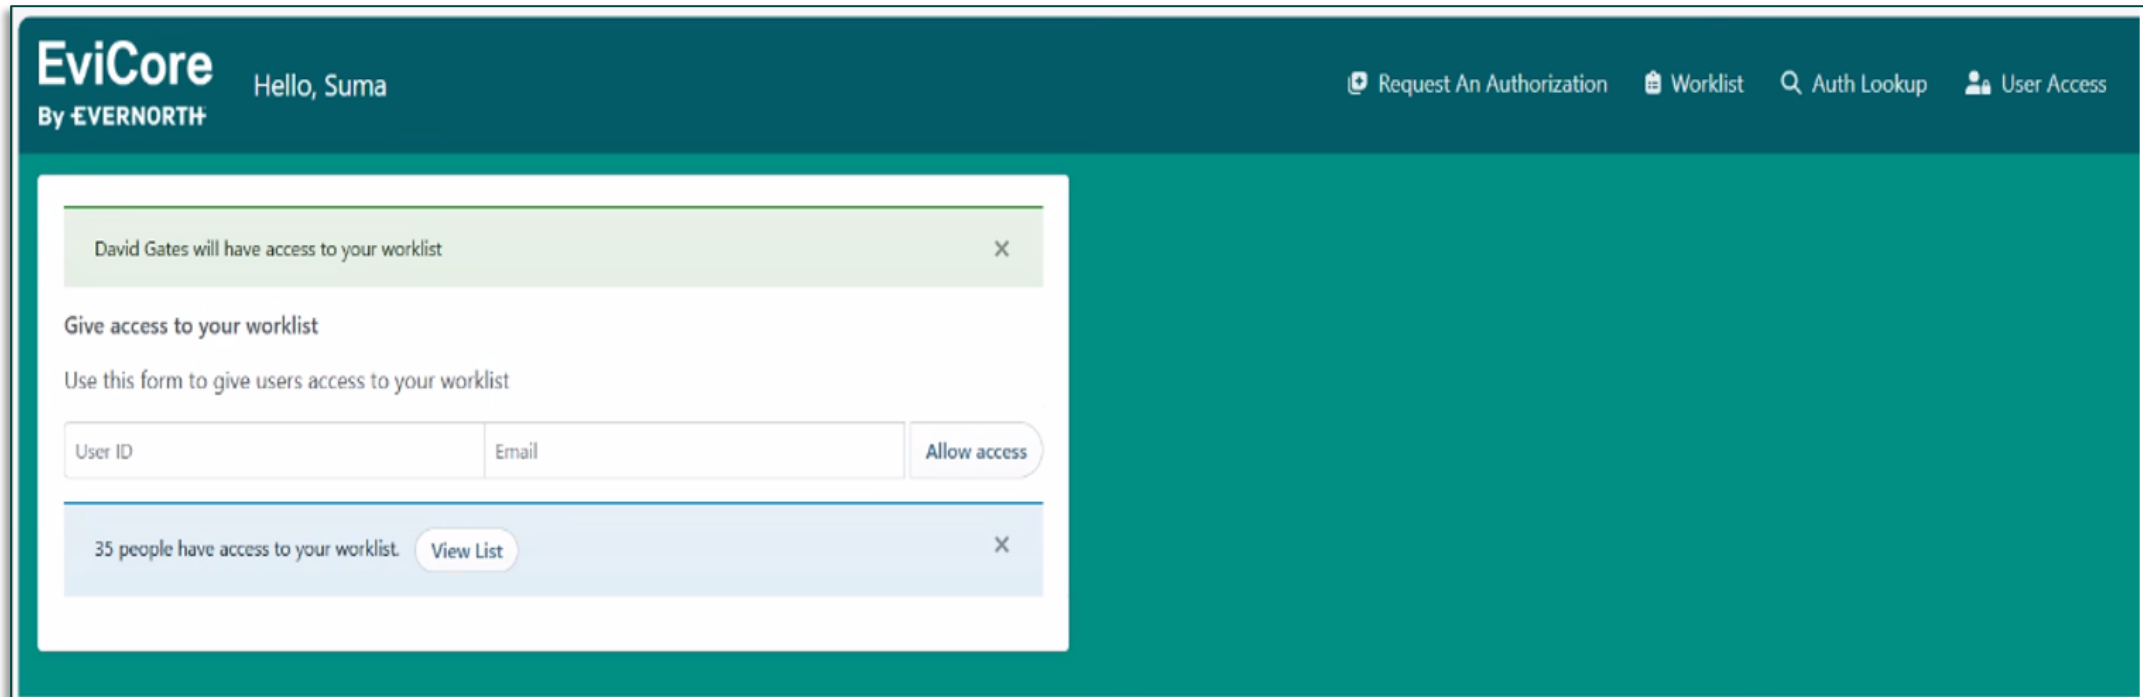 EviCore
By EVERNORTH
Hello, Suma
Request An Authorization
Worklist
Auth Lookup
User Access
David Gates will have access to your worklist
Give access to your worklist
Use this form to give users access to your worklist
User ID
Email
Allow access
35 people have access to your worklist.
View List